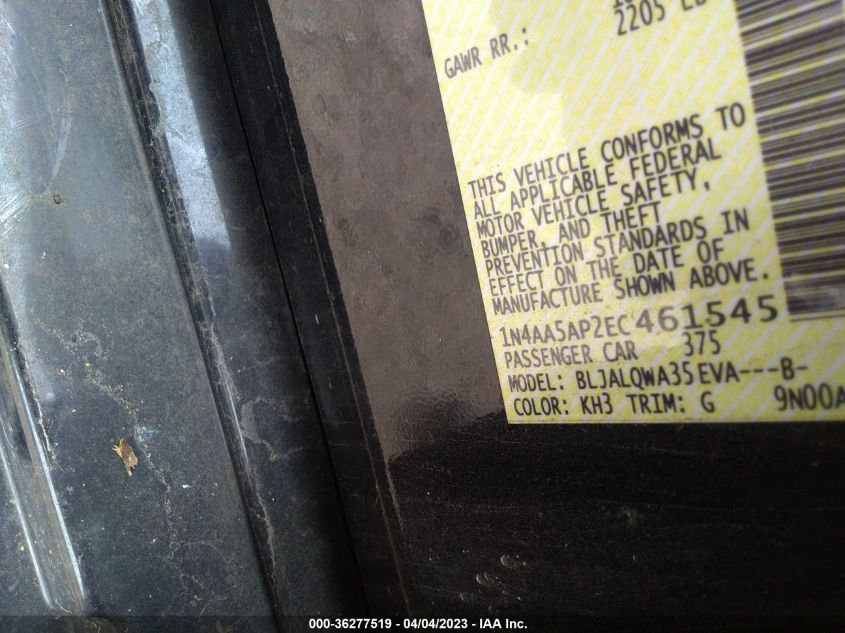 2205
GAWR RR.:
THIS VEHICLE CONFORMS TO
ALL APPLICABLE FEDERAL
MOTOR VEHICLE SAFETY,
BUMPER, AND THEFT
PREVENTION STANDARDS IN
EFFECT ON THE DATE OF
MANUFACTURE SHOWN ABOVE.
1N4AA5AP2EC461545
PASSENGER CAR 375
MODEL: BLJALQWA35EVA---B-
COLOR: KH3 TRIM: G 9N00A
000-36277519 - 04/04/2023 - IAA Inc.